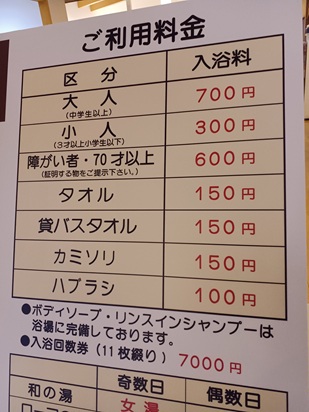 ご利用料金
区 分 入浴料
大 人 700円
(中学生以上)
小 人 300円
(3才以上小学生以下)
障がい者・70才以上 600円
(証明する物をご提示下さい。)
タオル 150円
貸バスタオル 150円
カミソリ 150円
ハブラシ 100円
●ボディソープ・リンスインシャンプーは
浴場に完備しております。
●入浴回数券(11枚綴り) 7000円
奇数日 偶数日
和の湯 女湯